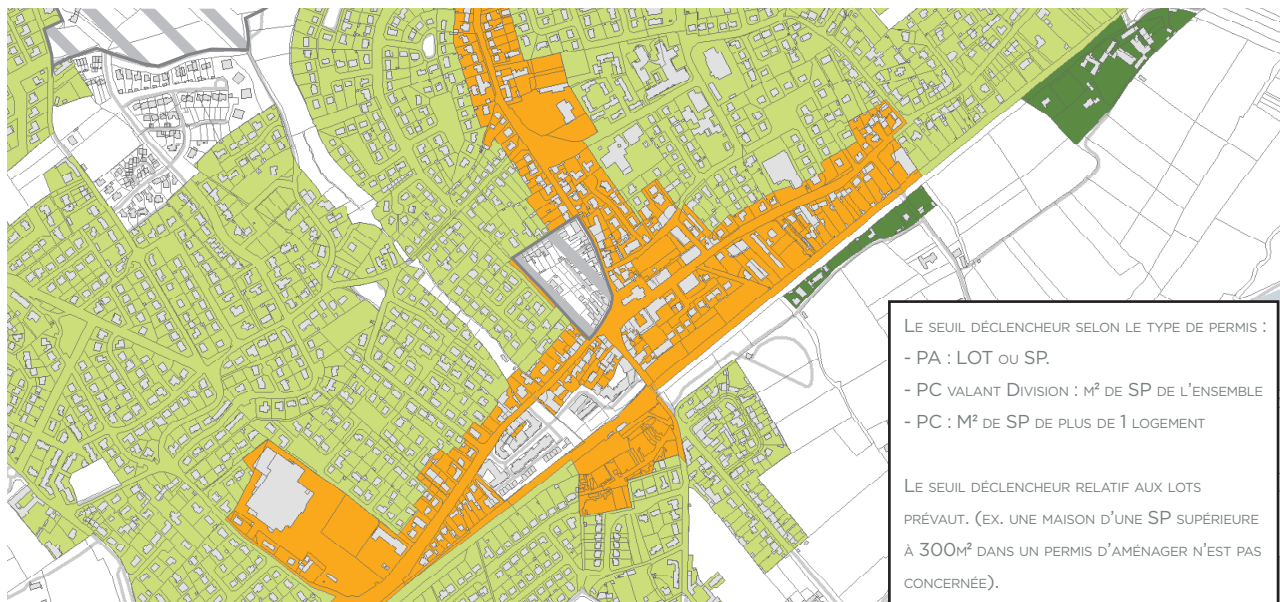 Le seuil déclencheur selon le type de permis :
- PA : lot ou SP.
- PC valant Division : m² de SP de l'ensemble
- PC : m² de SP de plus de 1 logement
Le seuil déclencheur relatif aux lots
prévaut. (ex. une maison d'une SP supérieure
à 300m² dans un permis d'aménager n'est pas
concernée).